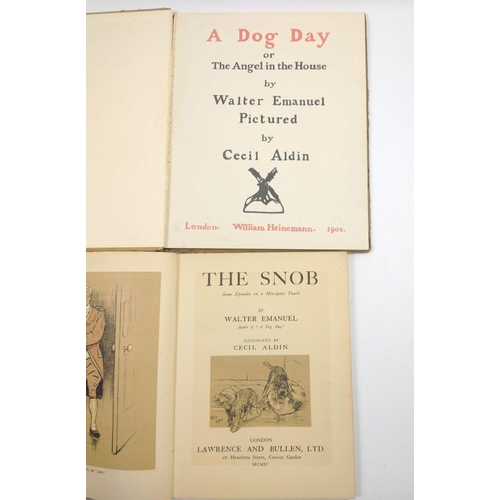 A Dog Day
or
The Angel in the House
by
Walter Emanuel
Pictured
by
Cecil Aldin
London. William Heinemann. 1902.
THE SNOB
Some Episodes in a Mis-spent Youth
BY
WALTER EMANUEL
Author of "A Dog Day"
ILLUSTRATED BY
CECIL ALDIN
LONDON
LAWRENCE AND BULLEN, LTD.
16 Henrietta Street, Covent Garden
MCMIV